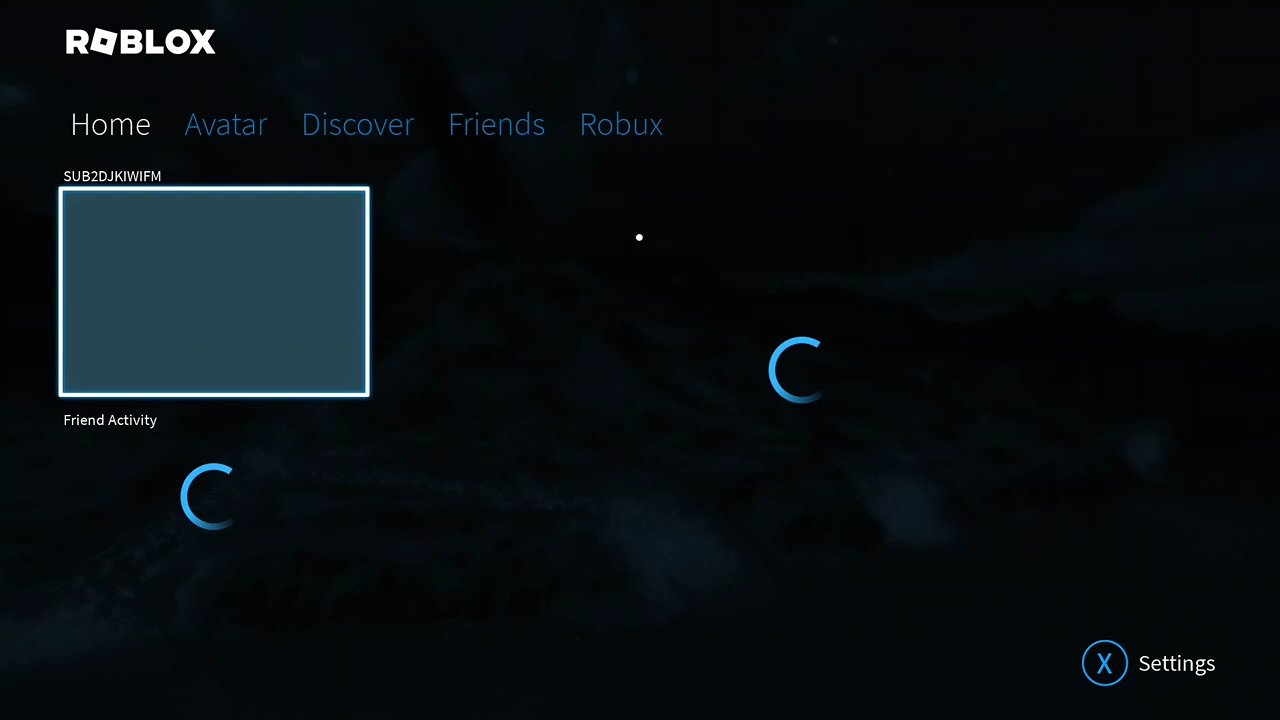 ROBLOX
Home Avatar Discover Friends Robux
SUB2DJKIWIFM
Friend Activity
X Settings